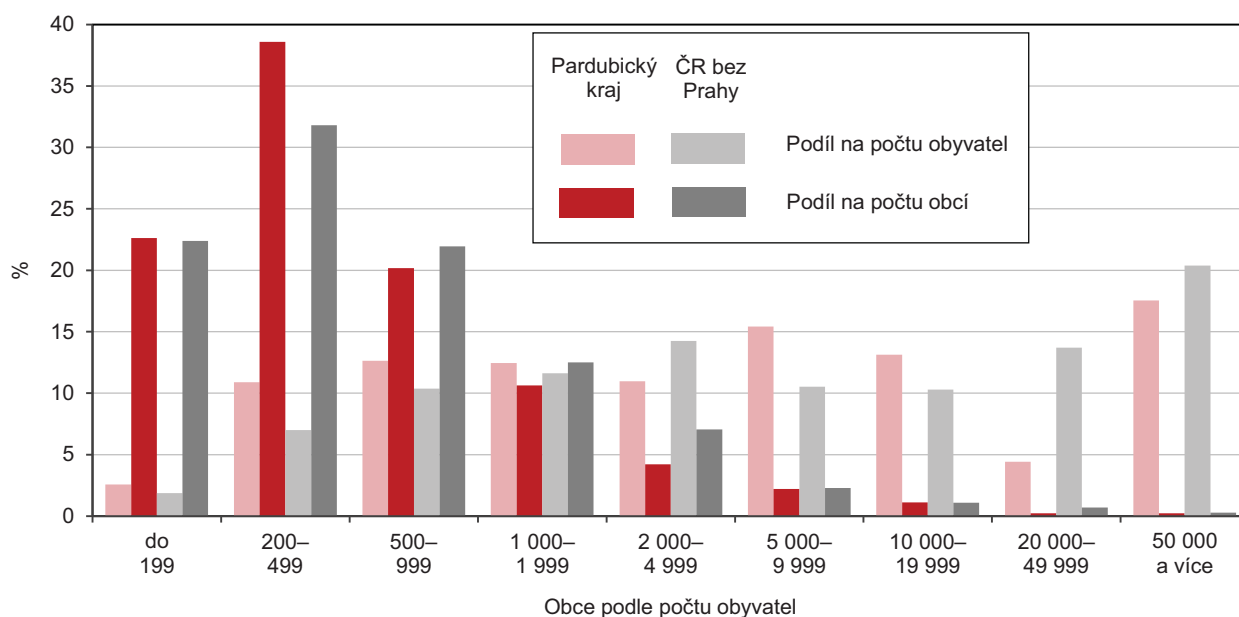 40
35
30
25
20
15
10
5
0
%
Pardubický kraj
ČR bez Prahy
Podíl na počtu obyvatel
Podíl na počtu obcí
do 199
200–499
500–999
1 000–1 999
2 000–4 999
5 000–9 999
10 000–19 999
20 000–49 999
50 000 a více
Obce podle počtu obyvatel